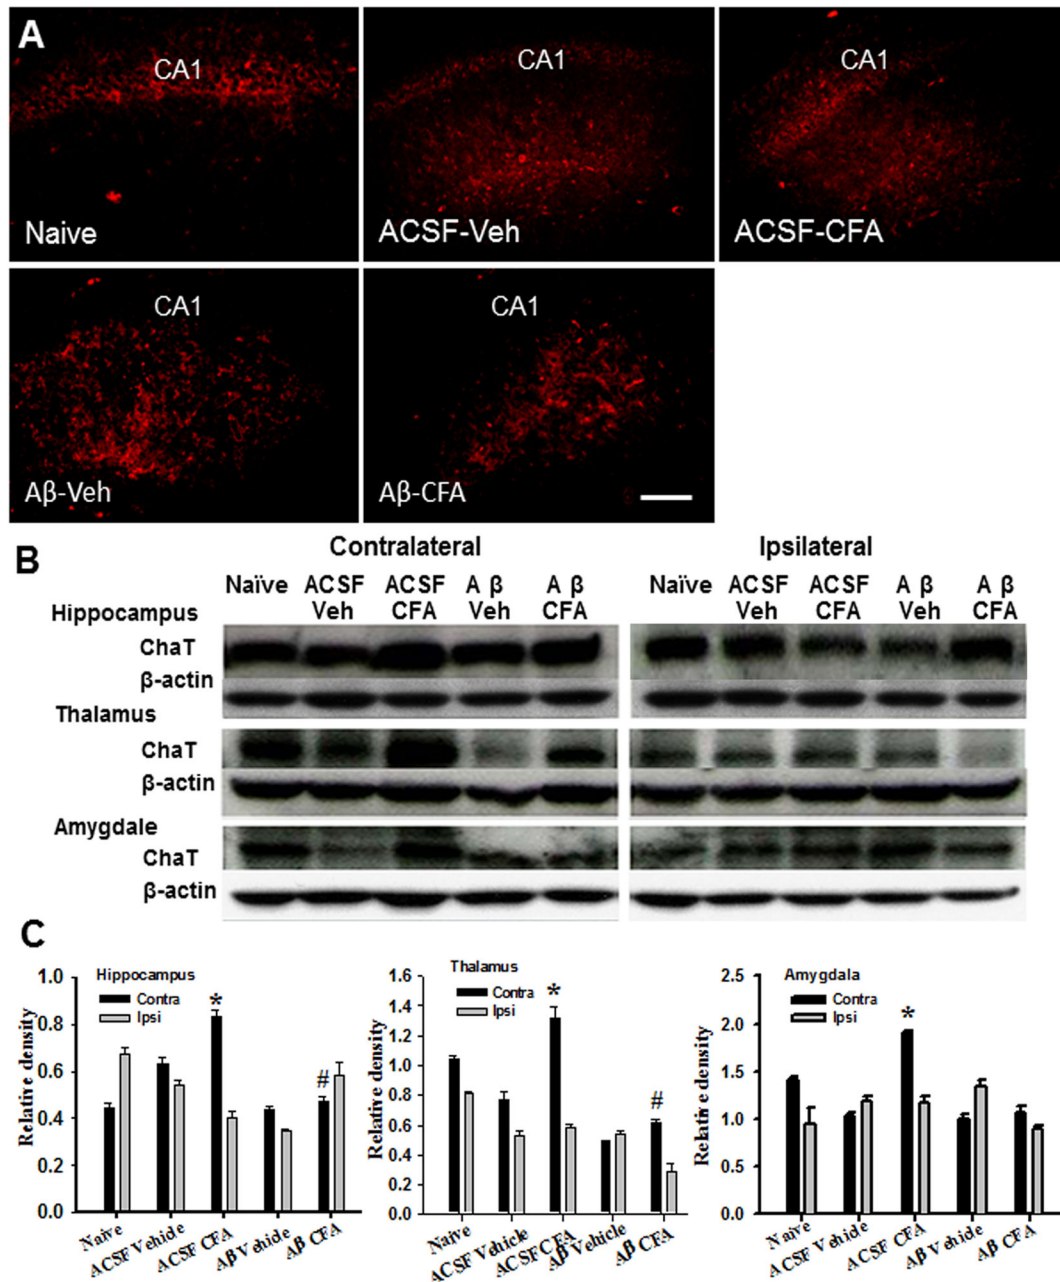 A
CA1
CA1
CA1
Naive
ACSF-Veh
ACSF-CFA
CA1
CA1
Aβ-Veh
Aβ-CFA
B
Contralateral
Ipsilateral
Naïve ACSF Veh ACSF CFA A β Veh A β CFA
Naïve ACSF Veh ACSF CFA A β Veh A β CFA
Hippocampus
ChaT
β-actin
Thalamus
ChaT
β-actin
Amygdale
ChaT
β-actin
C
Hippocampus
Contra
Ipsi
Relative density
1.0
0.8
0.6
0.4
0.2
0.0
*
#
Naïve
ACSF Vehicle
ACSF CFA
Aβ Vehicle
Aβ CFA
Thalamus
Contra
Ipsi
Relative density
1.6
1.4
1.2
1.0
0.8
0.6
0.4
0.2
0.0
*
#
Naïve
ACSF Vehicle
ACSF CFA
Aβ Vehicle
Aβ CFA
Amygdala
Contra
Ipsi
Relative density
2.5
2.0
1.5
1.0
0.5
0.0
*
Naïve
ACSF Vehicle
ACSF CFA
Aβ Vehicle
Aβ CFA